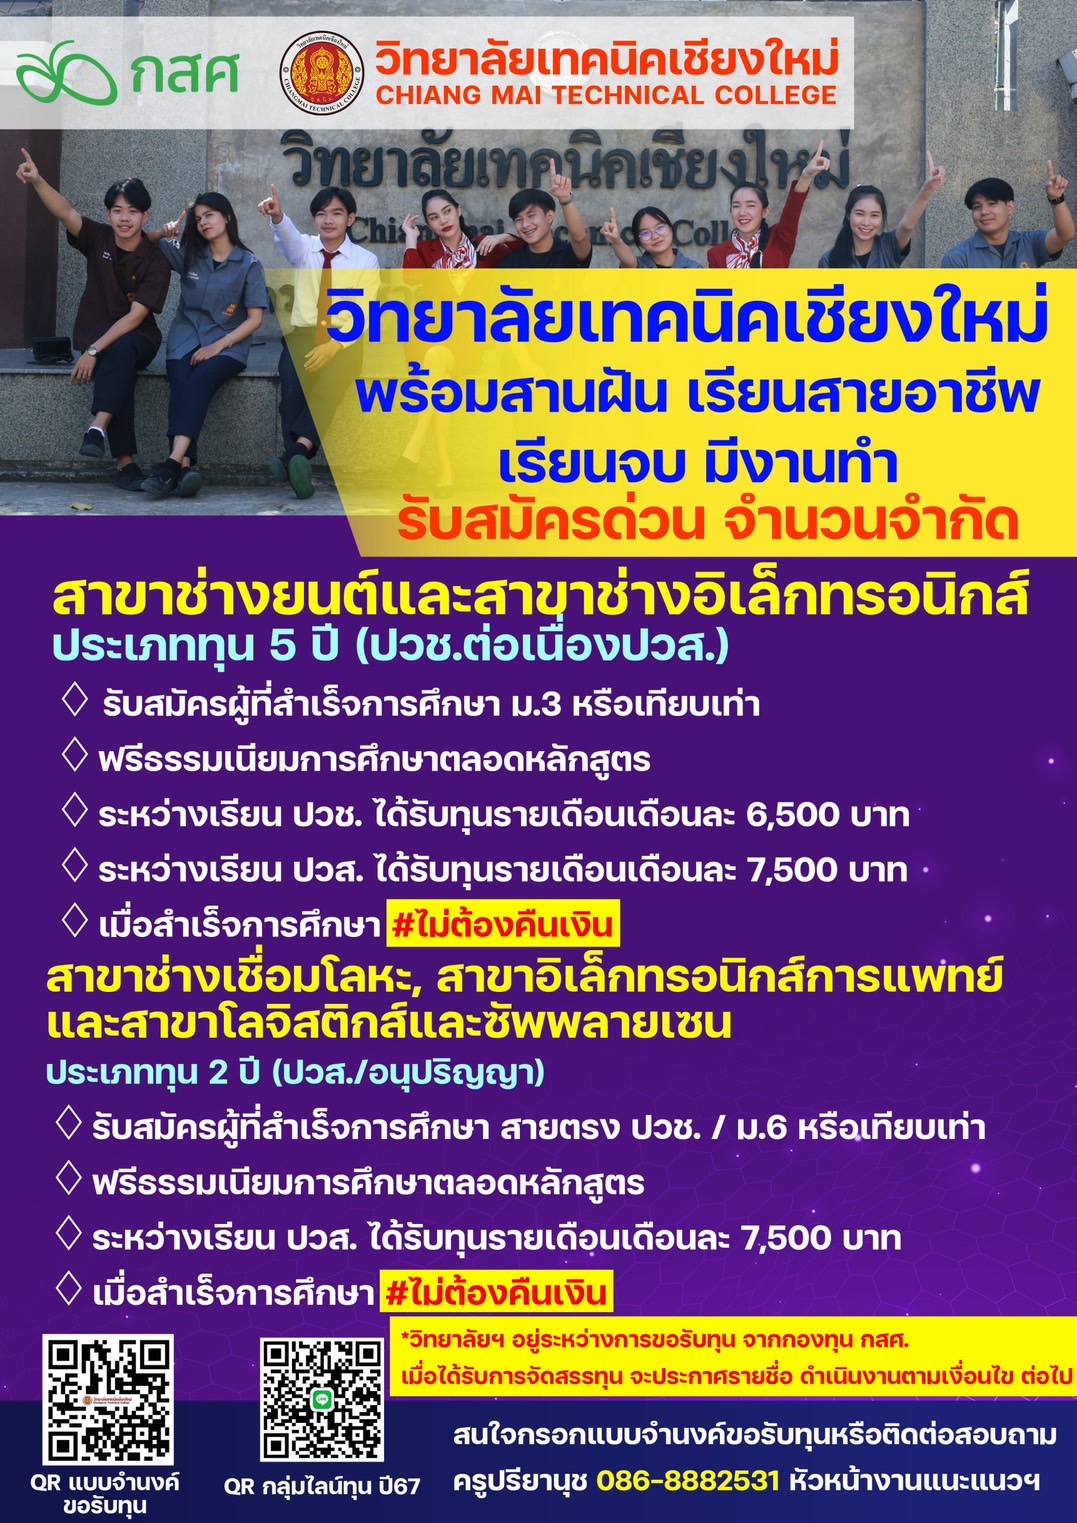 กสศ
วิทยาลัยเทคนิคเชียงใหม่
CHIANG MAI TECHNICAL COLLEGE
วิทยาลัยเทคนิคเชียงใหม่
วิทยาลัยเทคนิคเชียงใหม่
พร้อมสานฝัน เรียนสายอาชีพ
เรียนจบ มีงานทำ
รับสมัครด่วน จำนวนจำกัด
สาขาช่างยนต์และสาขาช่างอิเล็กทรอนิกส์
ประเภททุน 5 ปี (ปวช.ต่อเนื่องปวส.)
รับสมัครผู้ที่สำเร็จการศึกษา ม.3 หรือเทียบเท่า
ฟรีธรรมเนียมการศึกษาตลอดหลักสูตร
ระหว่างเรียน ปวช. ได้รับทุนรายเดือนเดือนละ 6,500 บาท
ระหว่างเรียน ปวส. ได้รับทุนรายเดือนเดือนละ 7,500 บาท
เมื่อสำเร็จการศึกษา #ไม่ต้องคืนเงิน
สาขาช่างเชื่อมโลหะ, สาขาอิเล็กทรอนิกส์การแพทย์
และสาขาโลจิสติกส์และซัพพลายเซน
ประเภททุน 2 ปี (ปวส./อนุปริญญา)
รับสมัครผู้ที่สำเร็จการศึกษา สายตรง ปวช. / ม.6 หรือเทียบเท่า
ฟรีธรรมเนียมการศึกษาตลอดหลักสูตร
ระหว่างเรียน ปวส. ได้รับทุนรายเดือนเดือนละ 7,500 บาท
เมื่อสำเร็จการศึกษา #ไม่ต้องคืนเงิน
*วิทยาลัยฯ อยู่ระหว่างการขอรับทุน จากกองทุน กสศ.
เมื่อได้รับการจัดสรรทุน จะประกาศรายชื่อ ดำเนินงานตามเงื่อนไข ต่อไป
QR แบบจำนงค์
ขอรับทุน
QR กลุ่มไลน์ทุน ปี67
สนใจกรอกแบบจำนงค์ขอรับทุนหรือติดต่อสอบถาม
ครูปรียานุช 086-8882531 หัวหน้างานแนะแนวฯ